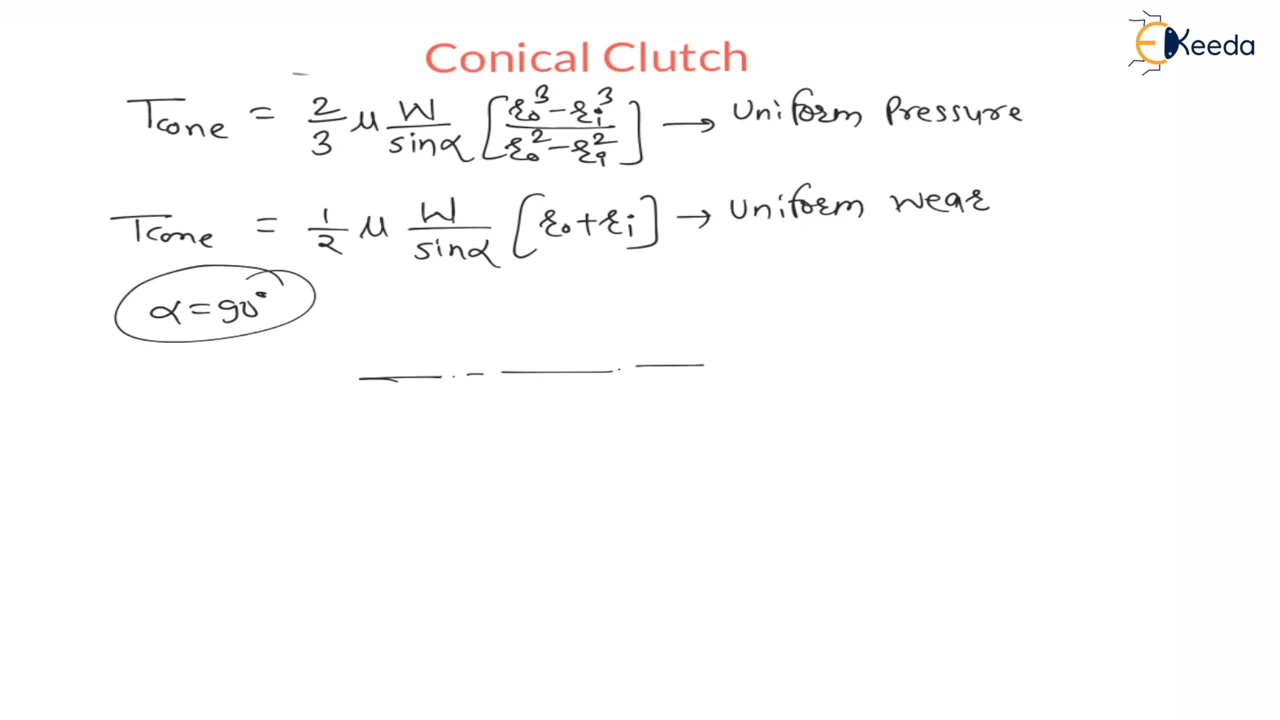 Conical Clutch
EKeeda
Tcone = 2/3 μ W/sinα [r₀³-rᵢ³/r₀²-rᵢ²] → Uniform Pressure
Tcone = 1/2 μ W/sinα [r₀+rᵢ] → Uniform wear
α=90°